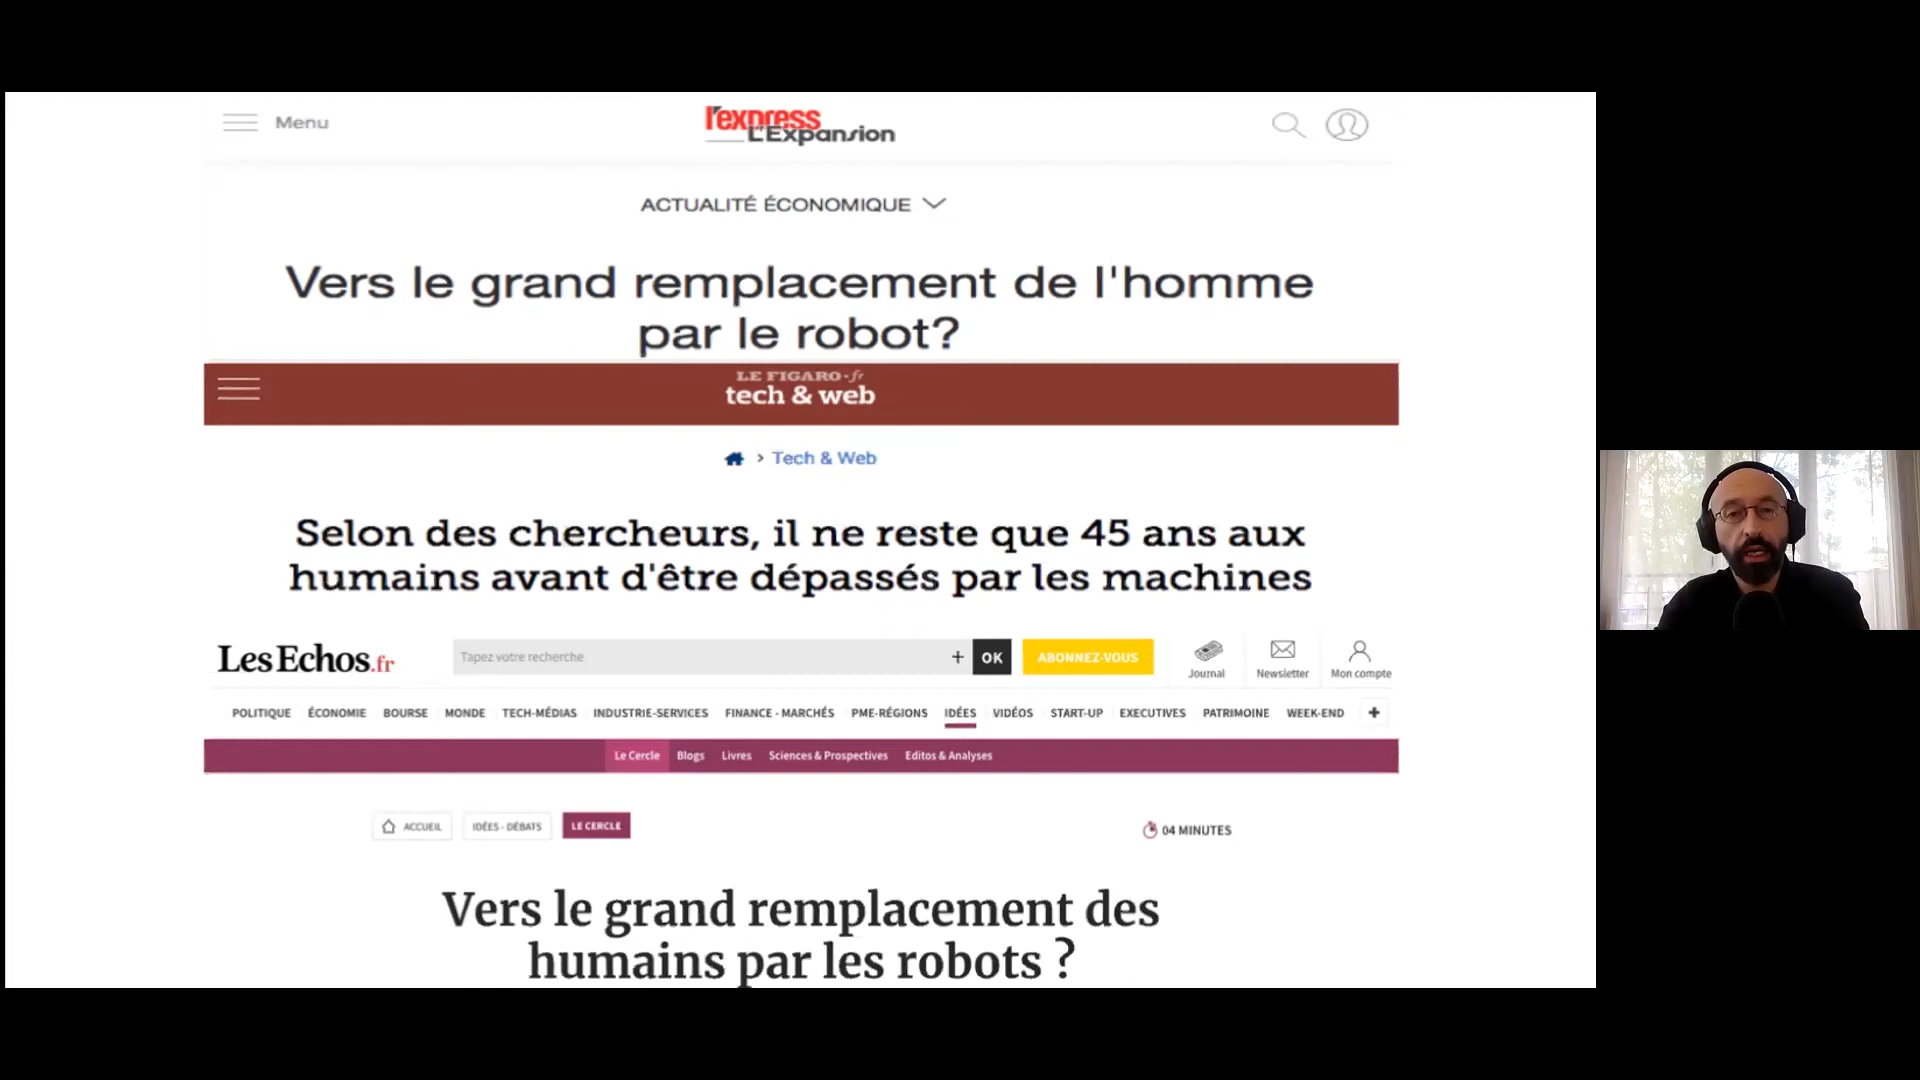 Menu
l'express
L'Expansion
ACTUALITÉ ÉCONOMIQUE
Vers le grand remplacement de l'homme
par le robot?
LE FIGARO·fr
tech & web
> Tech & Web
Selon des chercheurs, il ne reste que 45 ans aux
humains avant d'être dépassés par les machines
LesEchos.fr
Tapez votre recherche
+ OK
ABONNEZ-VOUS
Journal
Newsletter
Mon compte
POLITIQUE ÉCONOMIE BOURSE MONDE TECH-MÉDIAS INDUSTRIE-SERVICES FINANCE - MARCHÉS PME-RÉGIONS IDÉES VIDÉOS START-UP EXECUTIVES PATRIMOINE WEEK-END +
Le Cercle Blogs Livres Sciences & Prospectives Editos & Analyses
ACCUEIL IDÉES - DÉBATS LE CERCLE
04 MINUTES
Vers le grand remplacement des
humains par les robots ?